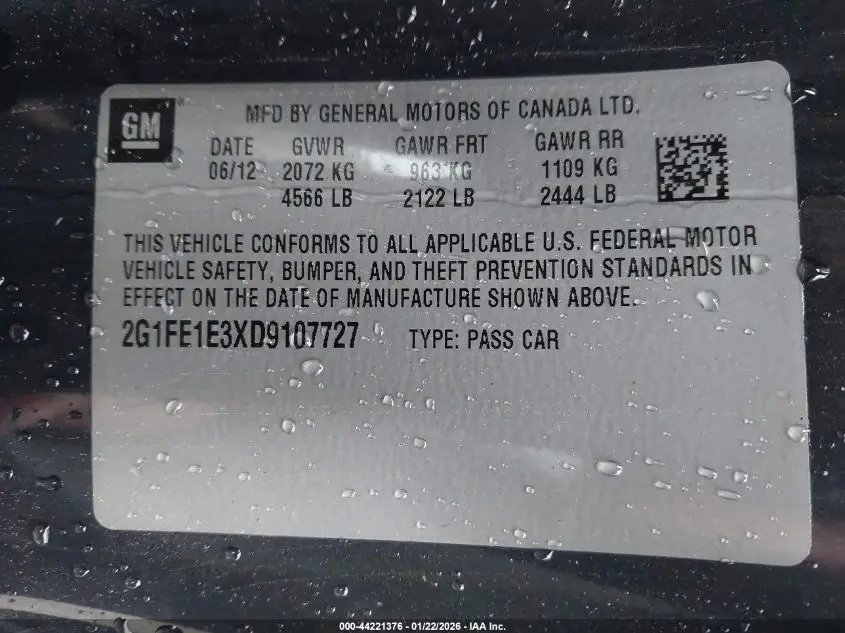 GM
MFD BY GENERAL MOTORS OF CANADA LTD.
DATE GVWR GAWR FRT GAWR RR
06/12 2072 KG 963 KG 1109 KG
4566 LB 2122 LB 2444 LB
THIS VEHICLE CONFORMS TO ALL APPLICABLE U.S. FEDERAL MOTOR
VEHICLE SAFETY, BUMPER, AND THEFT PREVENTION STANDARDS IN
EFFECT ON THE DATE OF MANUFACTURE SHOWN ABOVE.
2G1FE1E3XD9107727 TYPE: PASS CAR
000-44221376 - 01/22/2026 - IAA Inc.